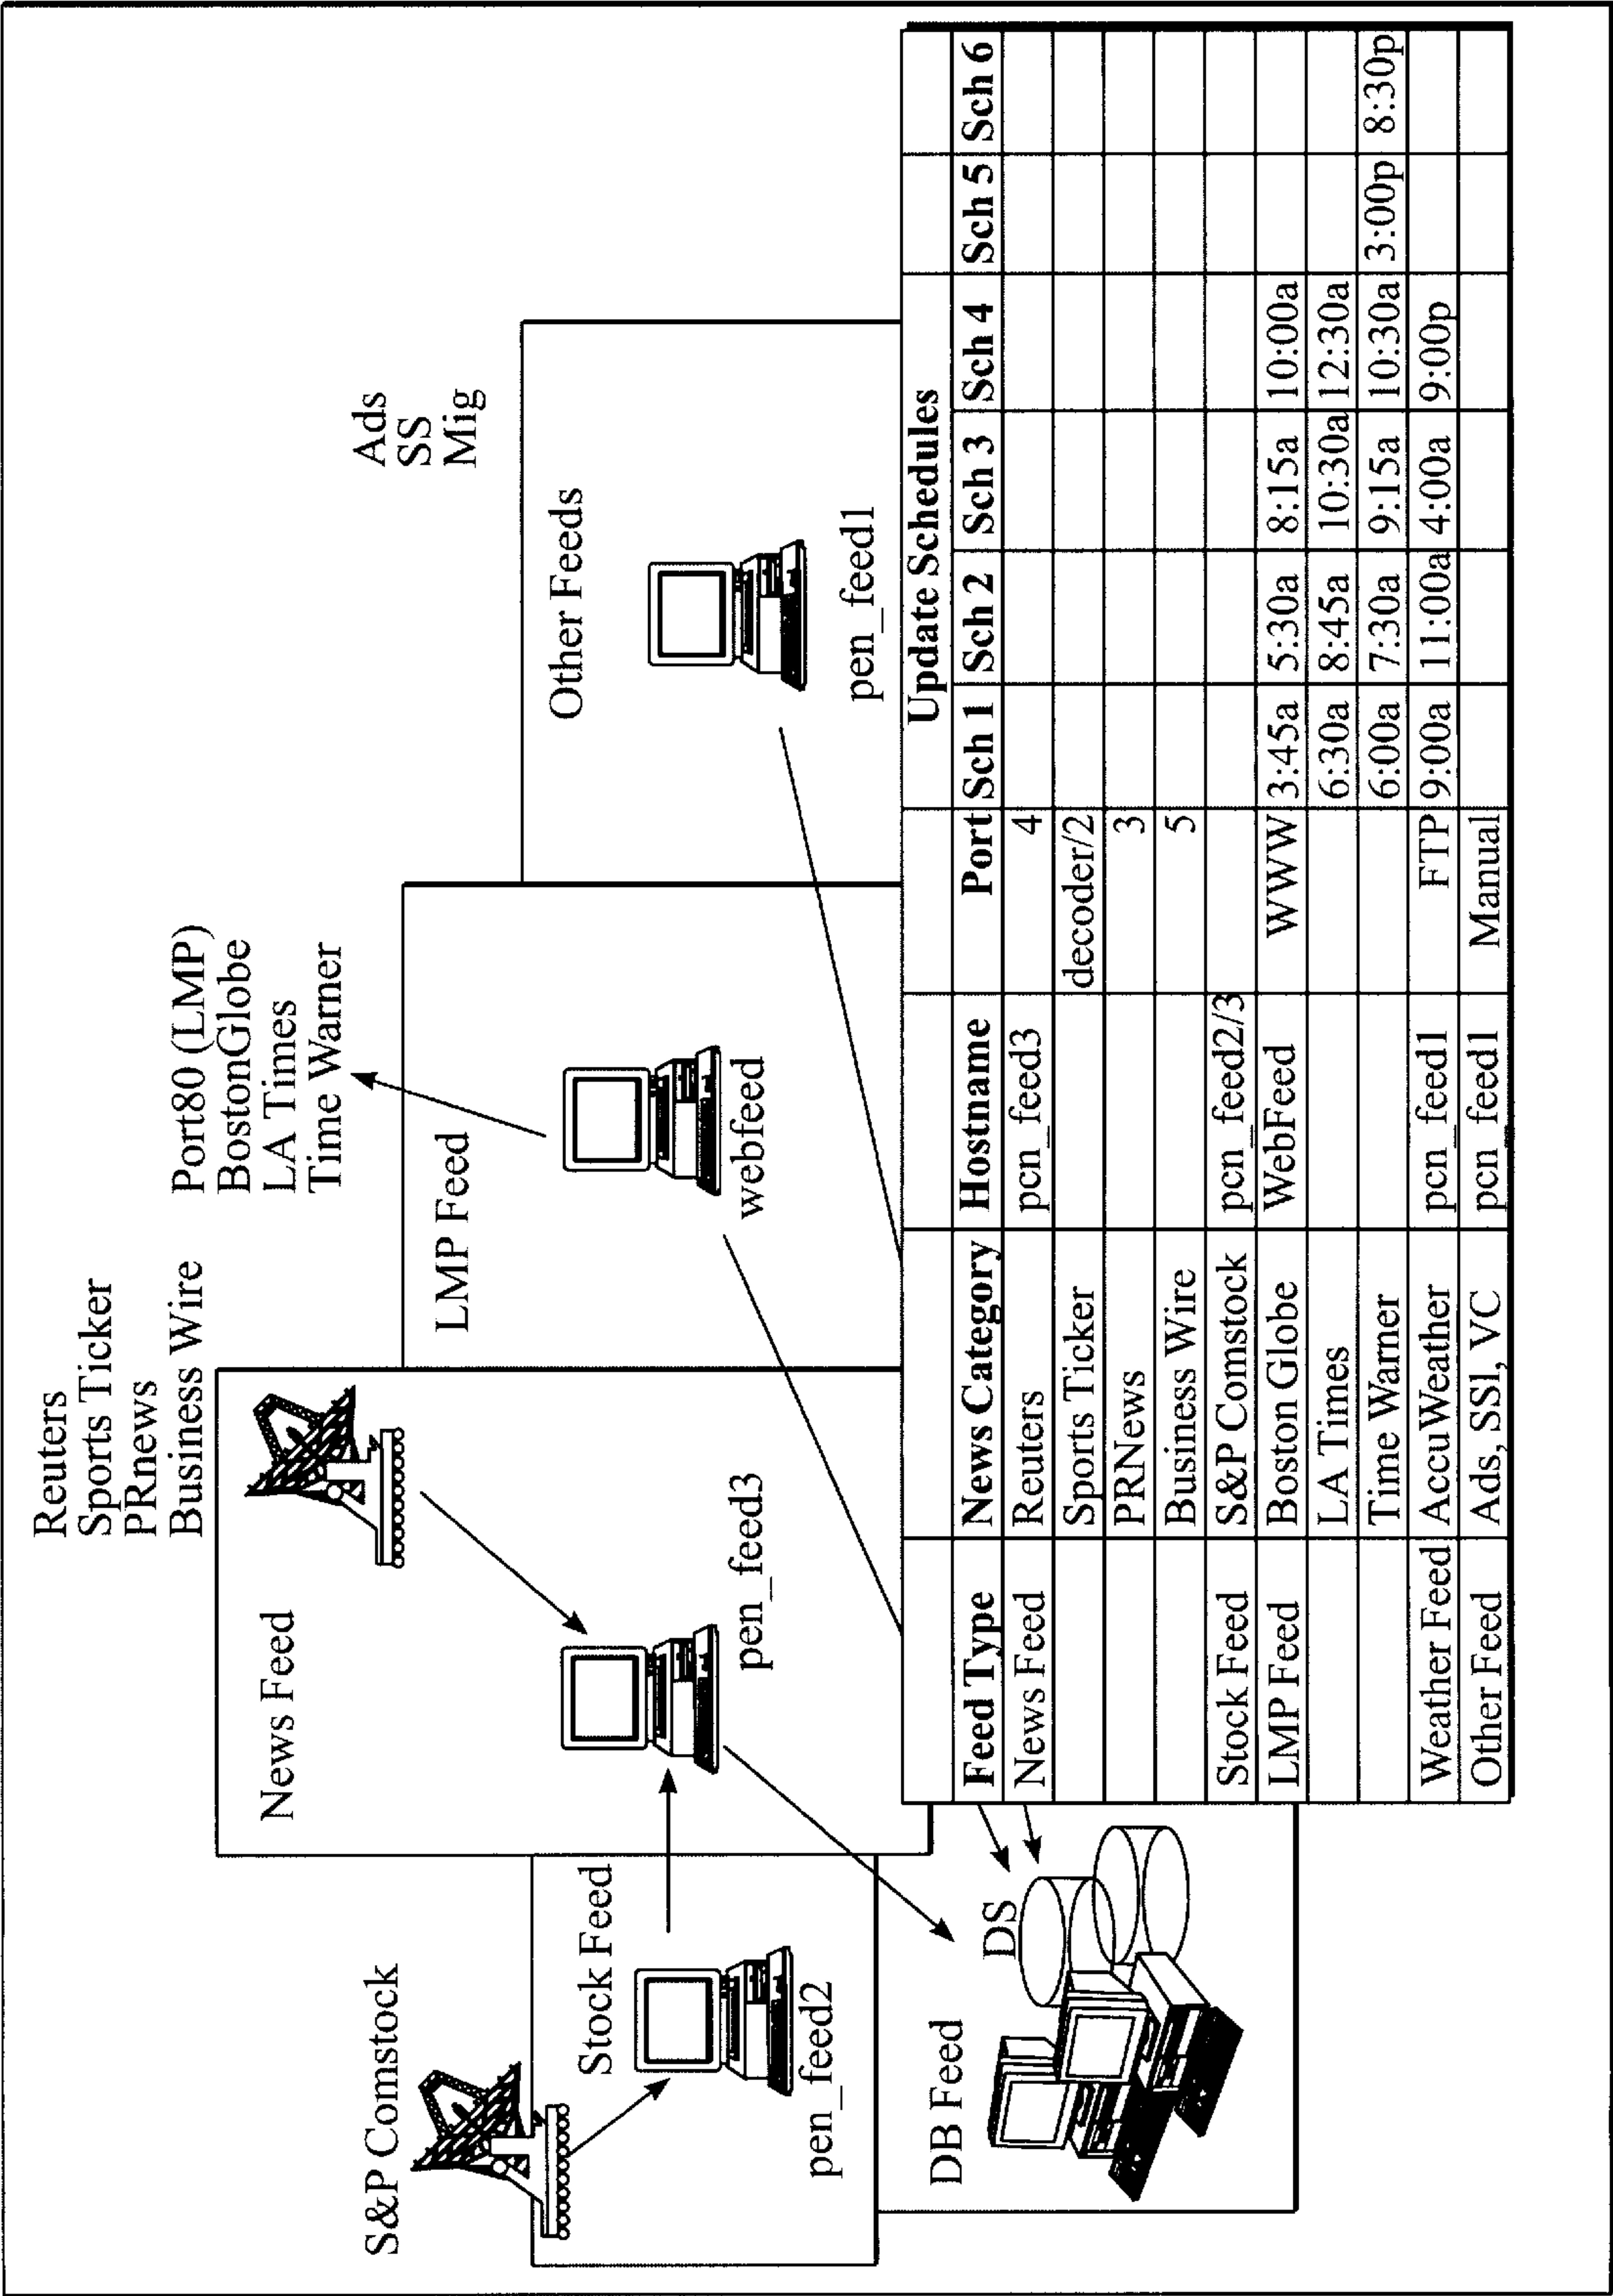 Reuters
Sports Ticker
PRnews
Business Wire
Port80 (LMP)
BostonGlobe
LA Times
Time Warner
Ads
SS
Mig
S&P Comstock
News Feed
LMP Feed
Other Feeds
Stock Feed
pen_feed2
pen_feed3
webfeed
pen_feed1
DB Feed
DS
Update Schedules
Feed Type News Category Hostname Port Sch 1 Sch 2 Sch 3 Sch 4 Sch 5 Sch 6
News Feed Reuters pcn_feed3 4
Sports Ticker decoder/2
PRNews 3
Business Wire 5
Stock Feed S&P Comstock pcn_feed2/3
LMP Feed Boston Globe WebFeed WWW 3:45a 5:30a 8:15a 10:00a
LA Times 6:30a 8:45a 10:30a 12:30a
Time Warner 6:00a 7:30a 9:15a 10:30a 3:00p 8:30p
Weather Feed AccuWeather pcn_feed1 FTP 9:00a 11:00a 4:00a 9:00p
Other Feed Ads, SSI, VC pcn_feed1 Manual